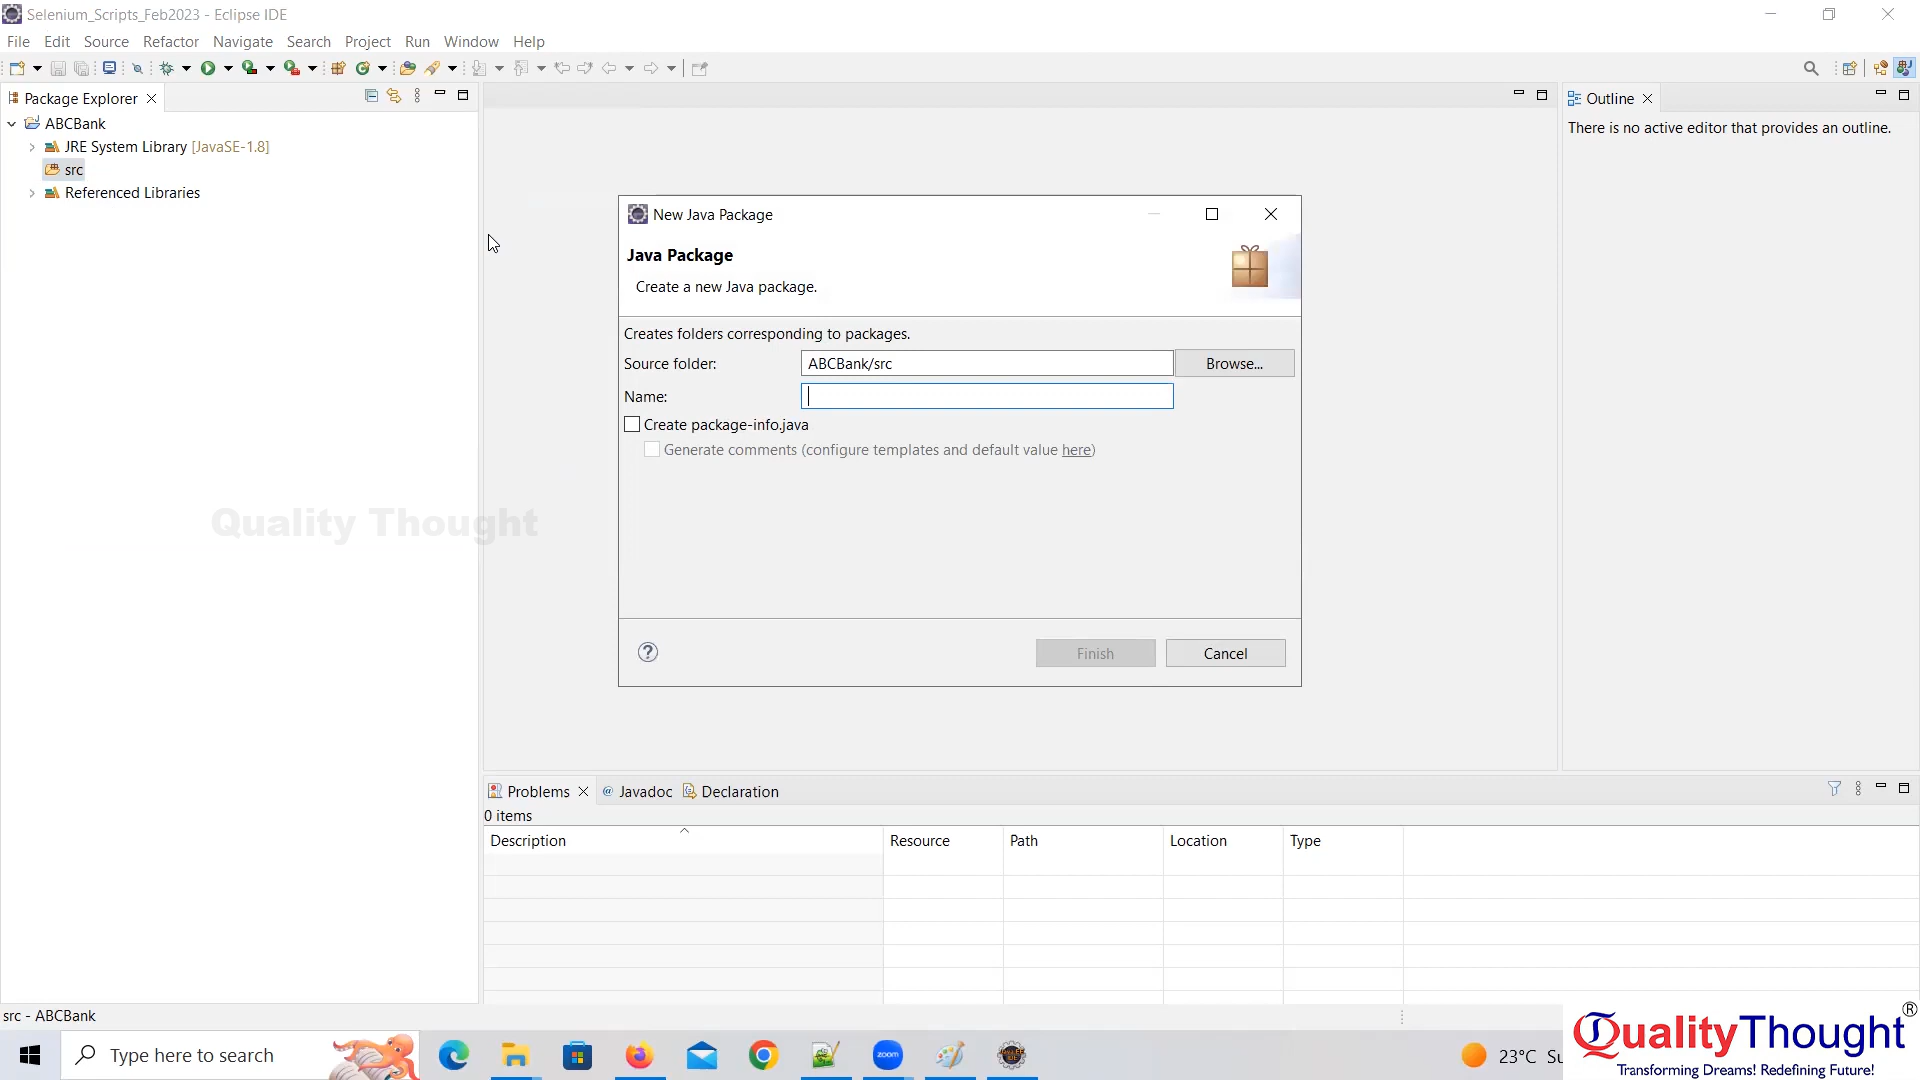 Selenium_Scripts_Feb2023 - Eclipse IDE
File Edit Source Refactor Navigate Search Project Run Window Help
Package Explorer
ABCBank
JRE System Library [JavaSE-1.8]
src
Referenced Libraries
Outline
There is no active editor that provides an outline.
New Java Package
Java Package
Create a new Java package.
Creates folders corresponding to packages.
Source folder: ABCBank/src Browse...
Name:
Create package-info.java
Generate comments (configure templates and default value here)
Finish Cancel
Quality Thought
Problems Javadoc Declaration
0 items
Description Resource Path Location Type
src - ABCBank
Type here to search
zoom
23°C Su
QualityThought®
Transforming Dreams! Redefining Future!